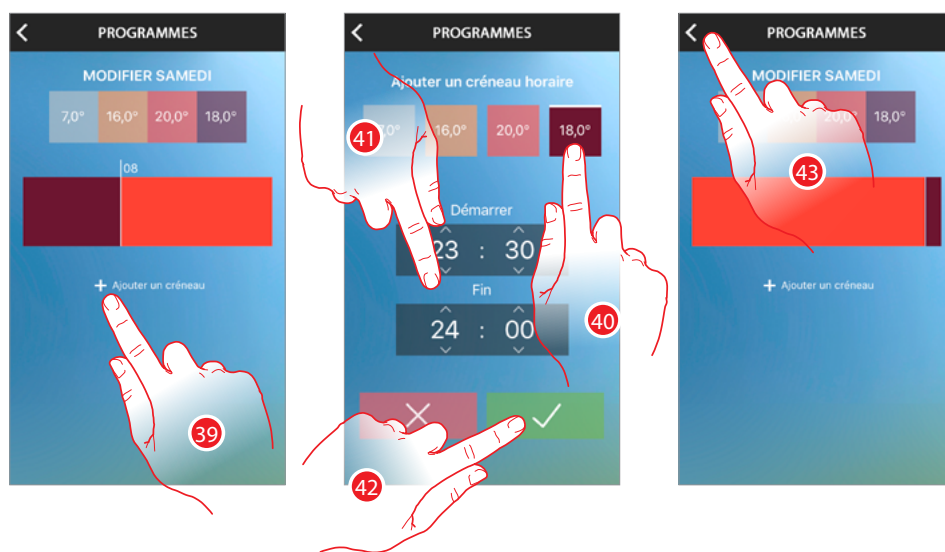 PROGRAMMES
MODIFIER SAMEDI
7,0° 16,0° 20,0° 18,0°
08
+ Ajouter un créneau
39
PROGRAMMES
Ajouter un créneau horaire
16,0° 20,0° 18,0°
41
Démarrer
23 : 30
Fin
24 : 00
40
42
PROGRAMMES
MODIFIER SAMEDI
20,0° 18,0°
43
+ Ajouter un créneau